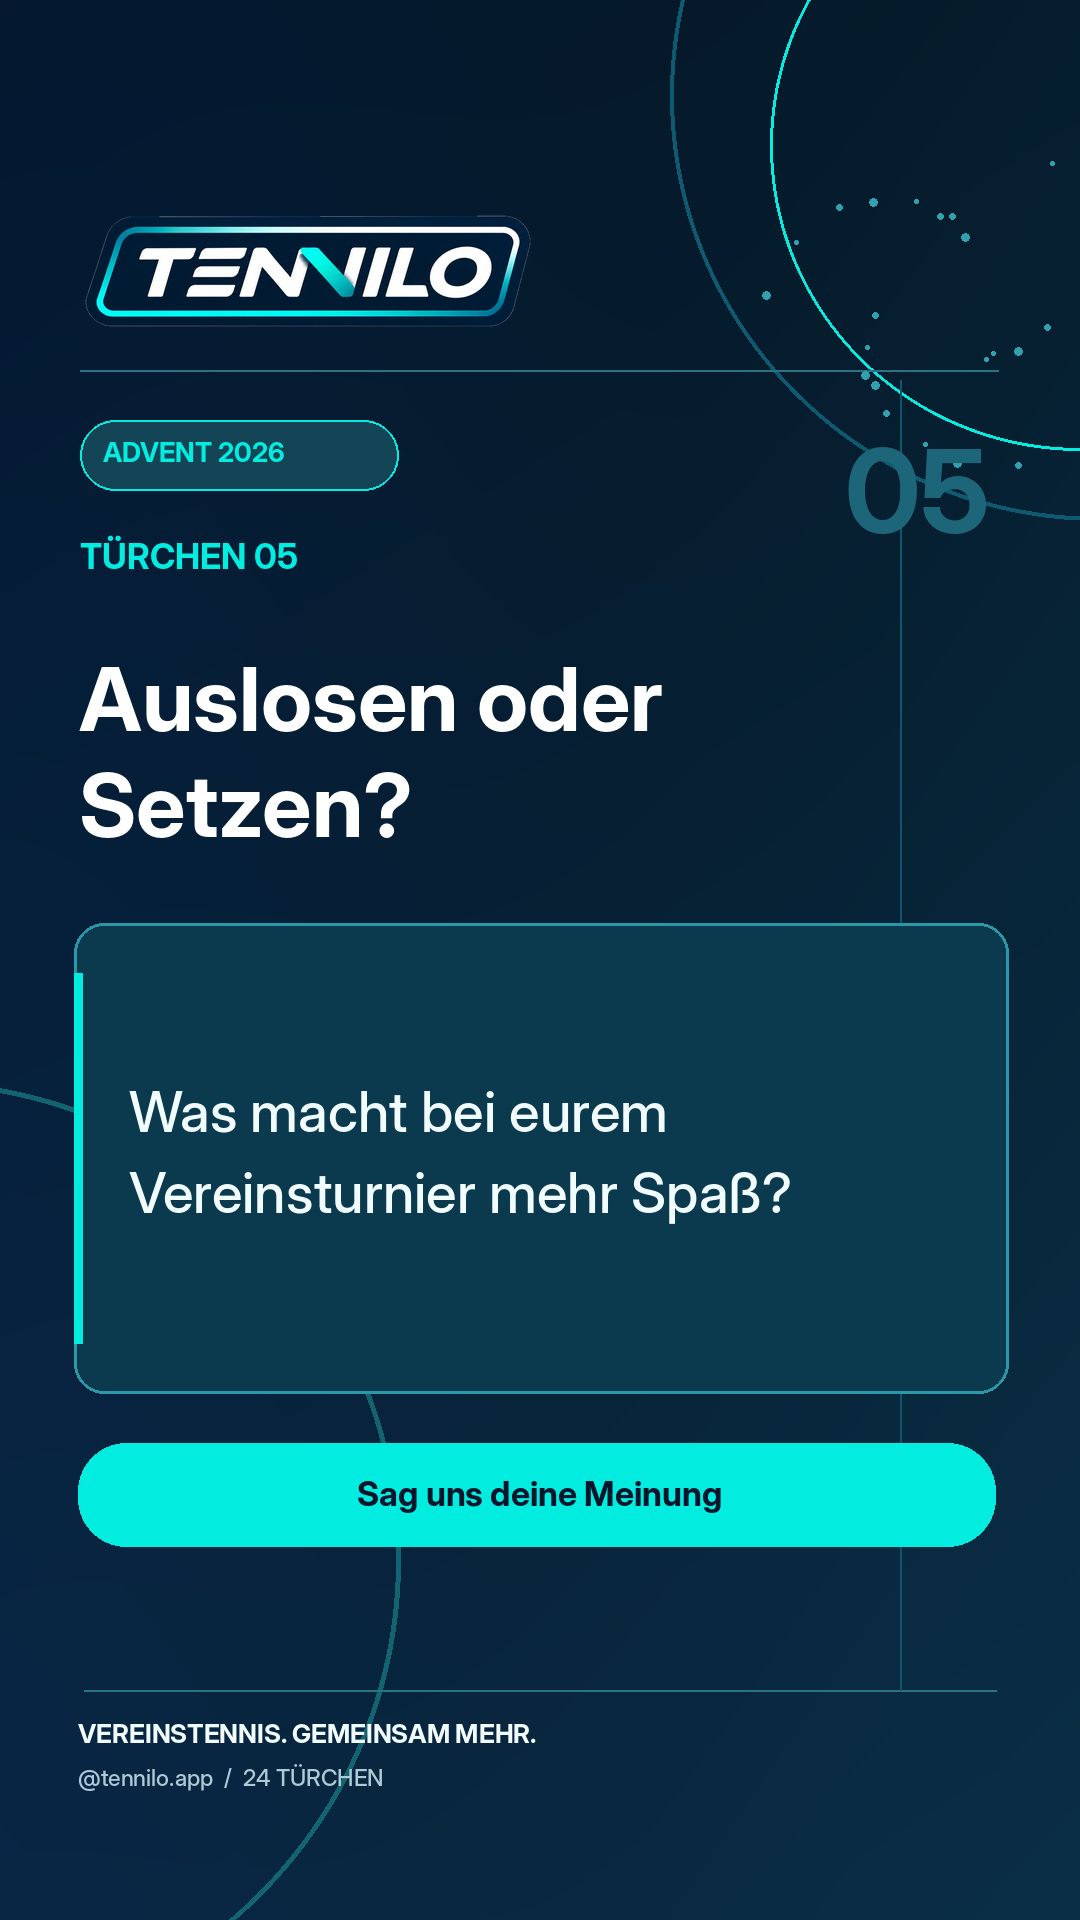 TENNILO
ADVENT 2026
05
TÜRCHEN 05
Auslosen oder
Setzen?
Was macht bei eurem
Vereinsturnier mehr Spaß?
Sag uns deine Meinung
VEREINSTENNIS. GEMEINSAM MEHR.
@tennilo.app / 24 TÜRCHEN